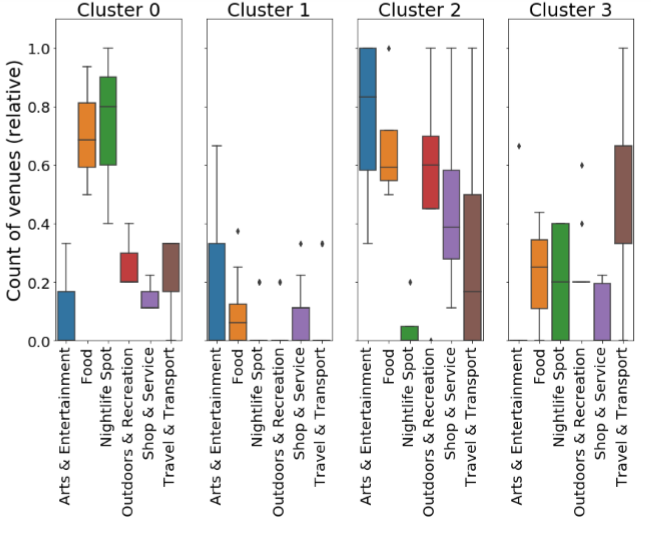 Cluster 0
Cluster 1
Cluster 2
Cluster 3
Count of venues (relative)
1.0
0.8
0.6
0.4
0.2
0.0
Arts & Entertainment
Food
Nightlife Spot
Outdoors & Recreation
Shop & Service
Travel & Transport
Arts & Entertainment
Food
Nightlife Spot
Outdoors & Recreation
Shop & Service
Travel & Transport
Arts & Entertainment
Food
Nightlife Spot
Outdoors & Recreation
Shop & Service
Travel & Transport
Arts & Entertainment
Food
Nightlife Spot
Outdoors & Recreation
Shop & Service
Travel & Transport